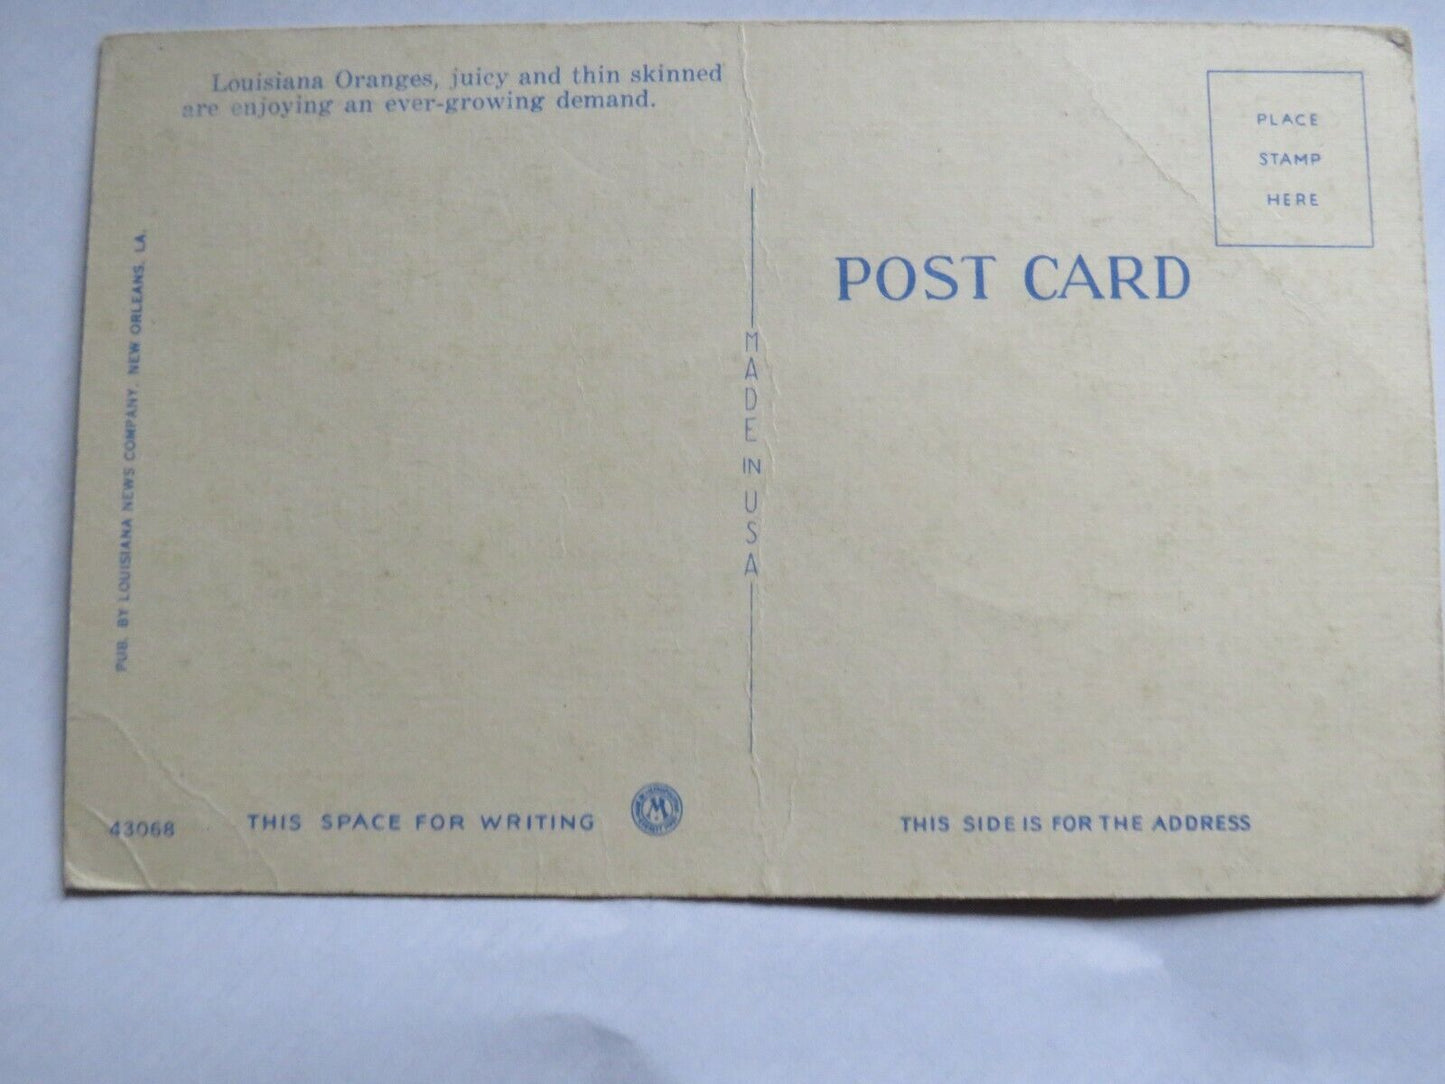 Louisiana Oranges, juicy and thin skinned
are enjoying an ever-growing demand.
PLACE
STAMP
HERE
POST CARD
MADE IN USA
PUB. BY LOUISIANA NEWS COMPANY, NEW ORLEANS, LA.
43068
THIS SPACE FOR WRITING
M
THIS SIDE IS FOR THE ADDRESS